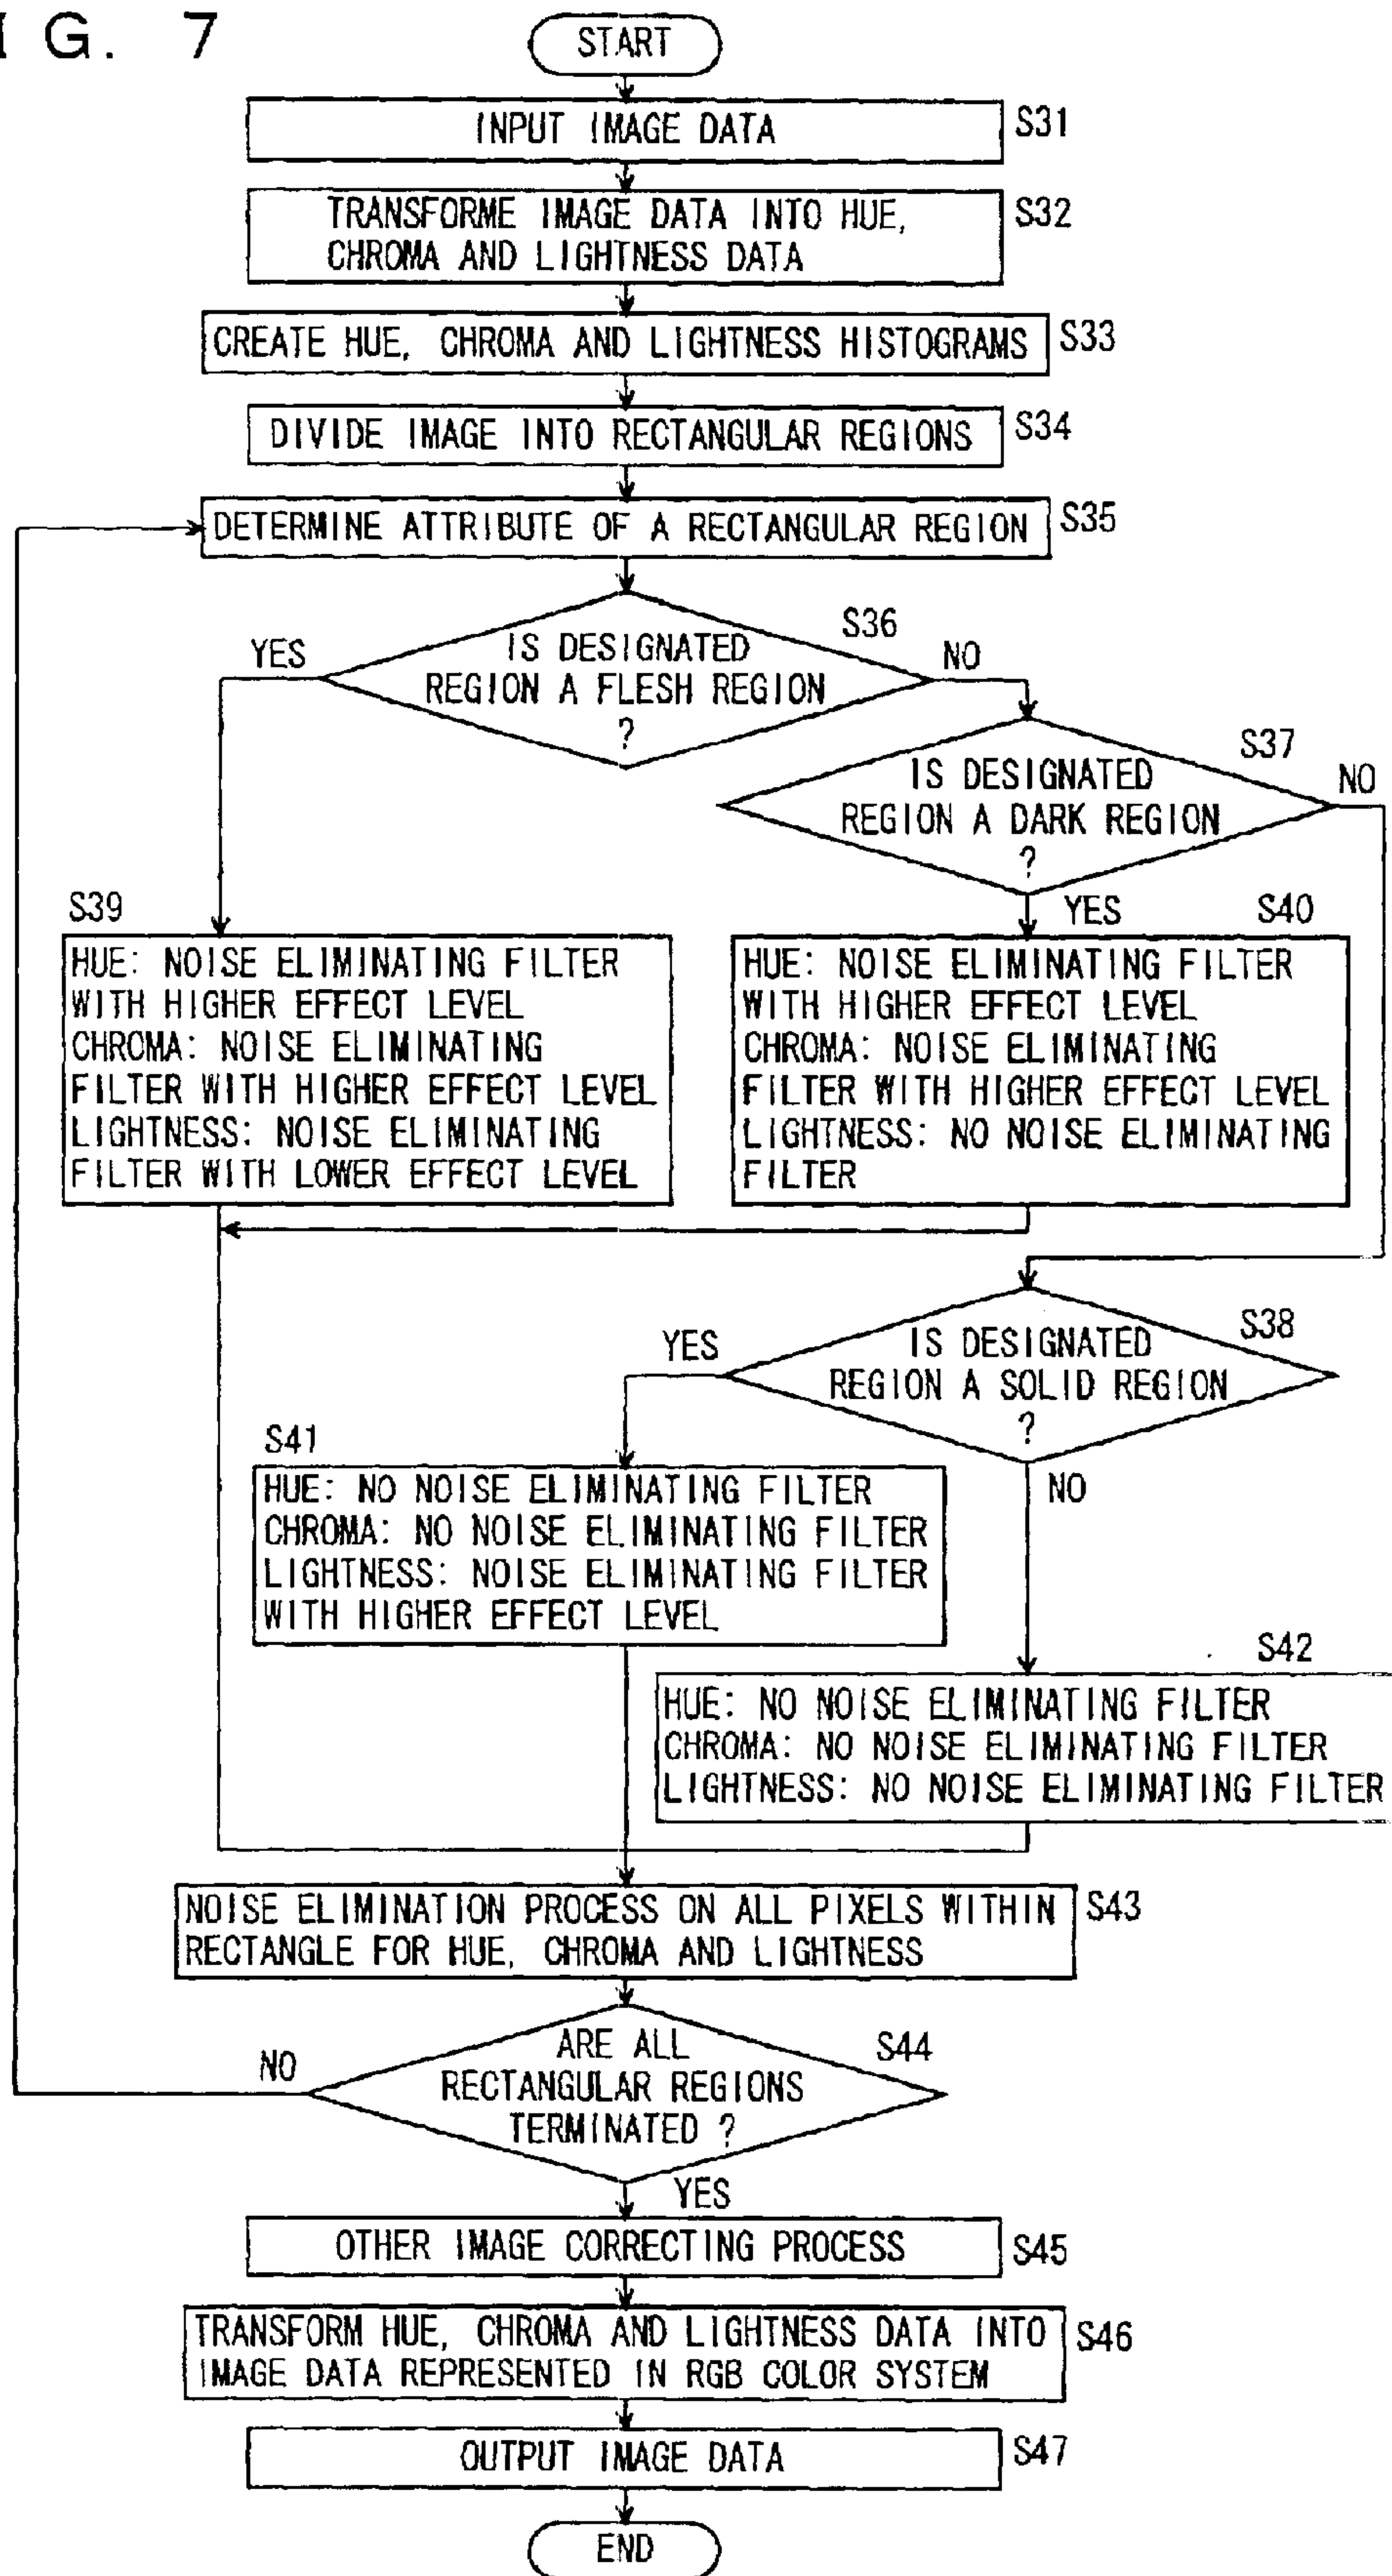 I G. 7
START
INPUT IMAGE DATA
S31
TRANSFORME IMAGE DATA INTO HUE,
CHROMA AND LIGHTNESS DATA
S32
CREATE HUE, CHROMA AND LIGHTNESS HISTOGRAMS
S33
DIVIDE IMAGE INTO RECTANGULAR REGIONS
S34
DETERMINE ATTRIBUTE OF A RECTANGULAR REGION
S35
S36
YES
IS DESIGNATED
REGION A FLESH REGION
?
NO
S37
IS DESIGNATED
REGION A DARK REGION
?
NO
YES
S39
HUE: NOISE ELIMINATING FILTER
WITH HIGHER EFFECT LEVEL
CHROMA: NOISE ELIMINATING
FILTER WITH HIGHER EFFECT LEVEL
LIGHTNESS: NOISE ELIMINATING
FILTER WITH LOWER EFFECT LEVEL
S40
HUE: NOISE ELIMINATING FILTER
WITH HIGHER EFFECT LEVEL
CHROMA: NOISE ELIMINATING
FILTER WITH HIGHER EFFECT LEVEL
LIGHTNESS: NO NOISE ELIMINATING
FILTER
S38
YES
IS DESIGNATED
REGION A SOLID REGION
?
NO
S41
HUE: NO NOISE ELIMINATING FILTER
CHROMA: NO NOISE ELIMINATING FILTER
LIGHTNESS: NOISE ELIMINATING FILTER
WITH HIGHER EFFECT LEVEL
S42
HUE: NO NOISE ELIMINATING FILTER
CHROMA: NO NOISE ELIMINATING FILTER
LIGHTNESS: NO NOISE ELIMINATING FILTER
NOISE ELIMINATION PROCESS ON ALL PIXELS WITHIN
RECTANGLE FOR HUE, CHROMA AND LIGHTNESS
S43
S44
NO
ARE ALL
RECTANGULAR REGIONS
TERMINATED ?
YES
OTHER IMAGE CORRECTING PROCESS
S45
TRANSFORM HUE, CHROMA AND LIGHTNESS DATA INTO
IMAGE DATA REPRESENTED IN RGB COLOR SYSTEM
S46
OUTPUT IMAGE DATA
S47
END